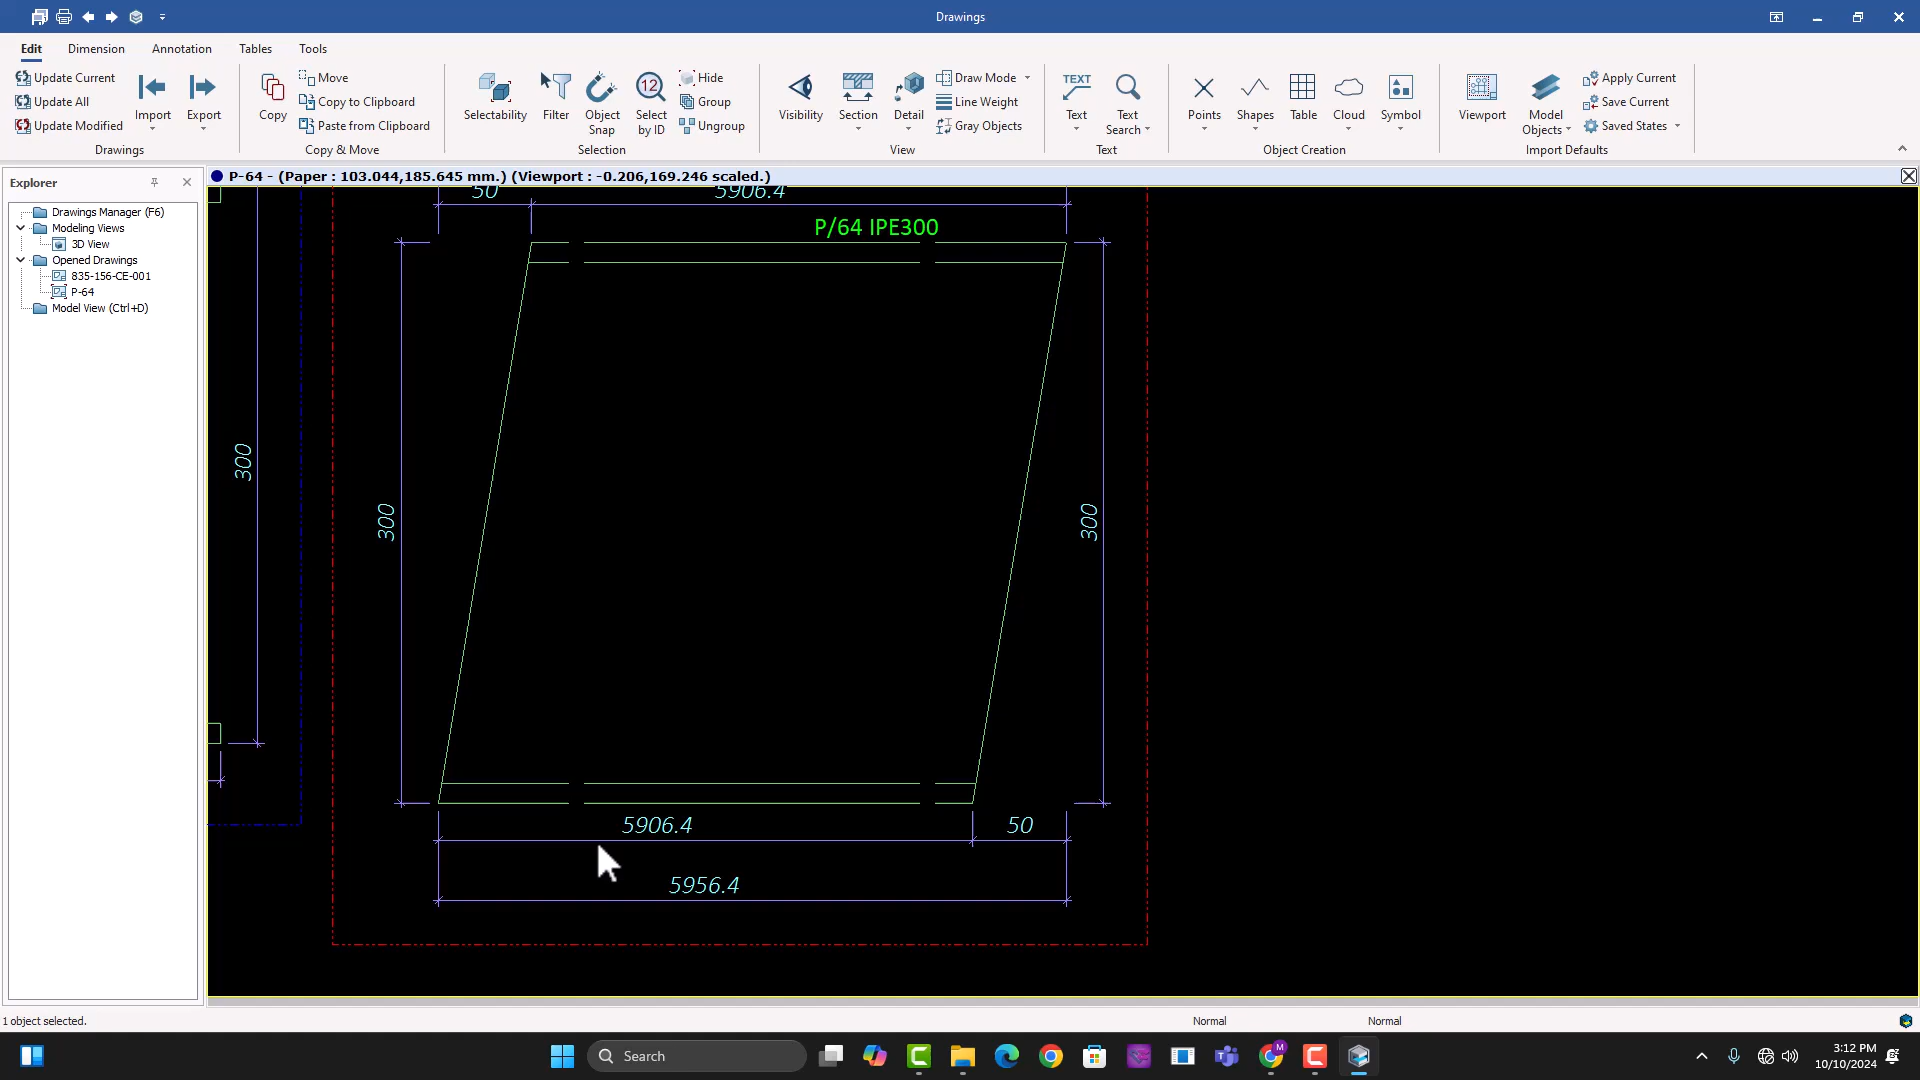 Drawings
Edit Dimension Annotation Tables Tools
Update Current
Update All
Update Modified
Import
Export
Drawings
Copy
Move
Copy to Clipboard
Paste from Clipboard
Copy & Move
Selectability
Filter
Object Snap
12
Select by ID
Hide
Group
Ungroup
Selection
Visibility
Section
Detail
Draw Mode
Line Weight
Gray Objects
View
TEXT
Text
Text Search
Text
Points
Shapes
Table
Cloud
Symbol
Object Creation
Viewport
Model Objects
Apply Current
Save Current
Saved States
Import Defaults
Explorer
Drawings Manager (F6)
Modeling Views
3D View
Opened Drawings
835-156-CE-001
P-64
Model View (Ctrl+D)
P-64 - (Paper : 103.044,185.645 mm.) (Viewport : -0.206,169.246 scaled.)
50
5906.4
P/64 IPE300
300
300
300
5906.4
50
5956.4
1 object selected.
Normal
Normal
Search
M
3:12 PM
10/10/2024